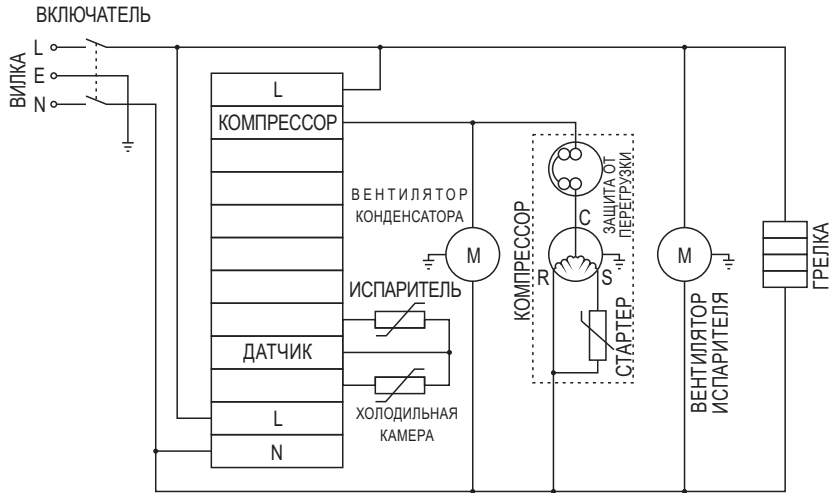 ВКЛЮЧАТЕЛЬ
ВИЛКА
L
E
N
L
КОМПРЕССОР
ДАТЧИК
L
N
ВЕНТИЛЯТОР
КОНДЕНСАТОРА
M
ИСПАРИТЕЛЬ
ХОЛОДИЛЬНАЯ
КАМЕРА
КОМПРЕССОР
ЗАЩИТА ОТ
ПЕРЕГРУЗКИ
C
R
S
СТАРТЕР
M
ВЕНТИЛЯТОР
ИСПАРИТЕЛЯ
ГРЕЛКА